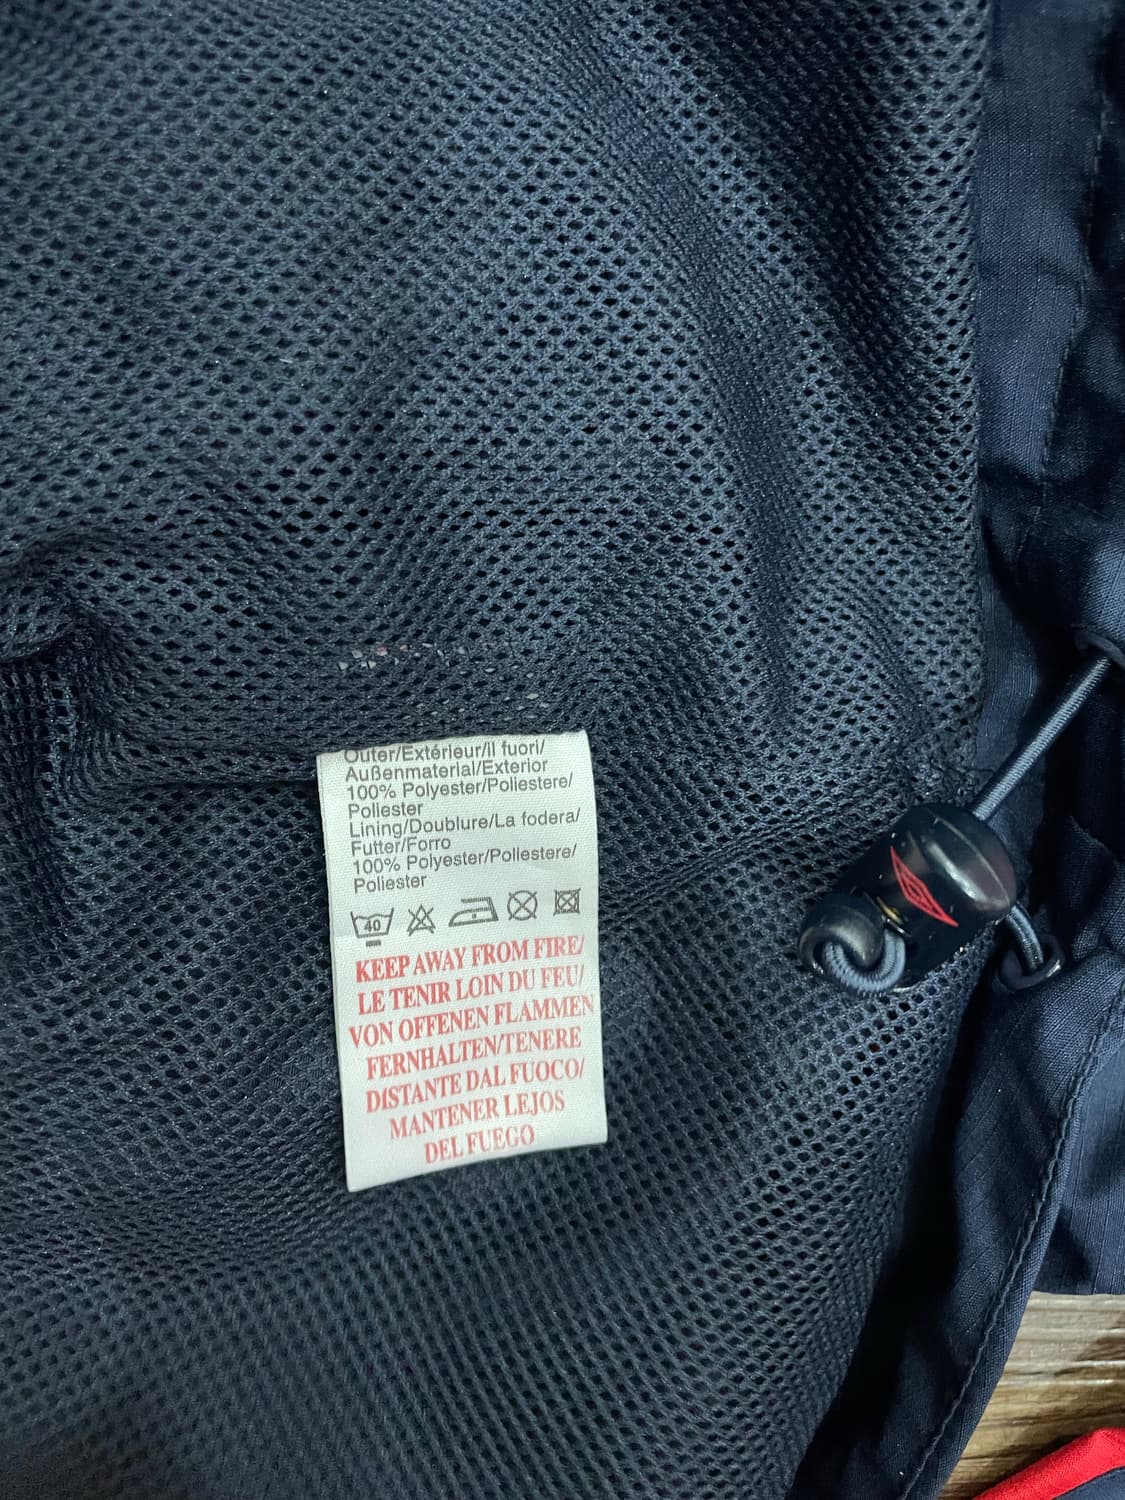 Outer/Extérieur/Il fuori/
Außenmaterial/Exterior
100% Polyester/Poliestere/
Poliester
Lining/Doublure/La fodera/
Futter/Forro
100% Polyester/Poliestere/
Poliester
40
KEEP AWAY FROM FIRE/
LE TENIR LOIN DU FEU/
VON OFFENEN FLAMMEN
FERNHALTEN/TENERE
DISTANTE DAL FUOCO/
MANTENER LEJOS
DEL FUEGO